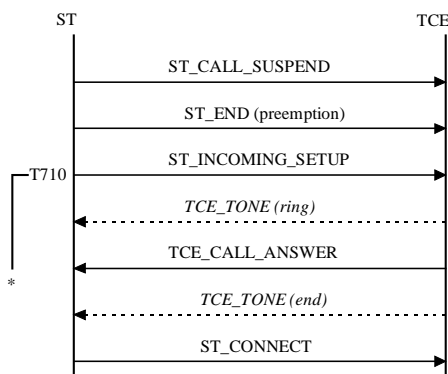 ST TCE
ST_CALL_SUSPEND
ST_END (preemption)
T710 ST_INCOMING_SETUP
TCE_TONE (ring)
TCE_CALL_ANSWER
*
TCE_TONE (end)
ST_CONNECT